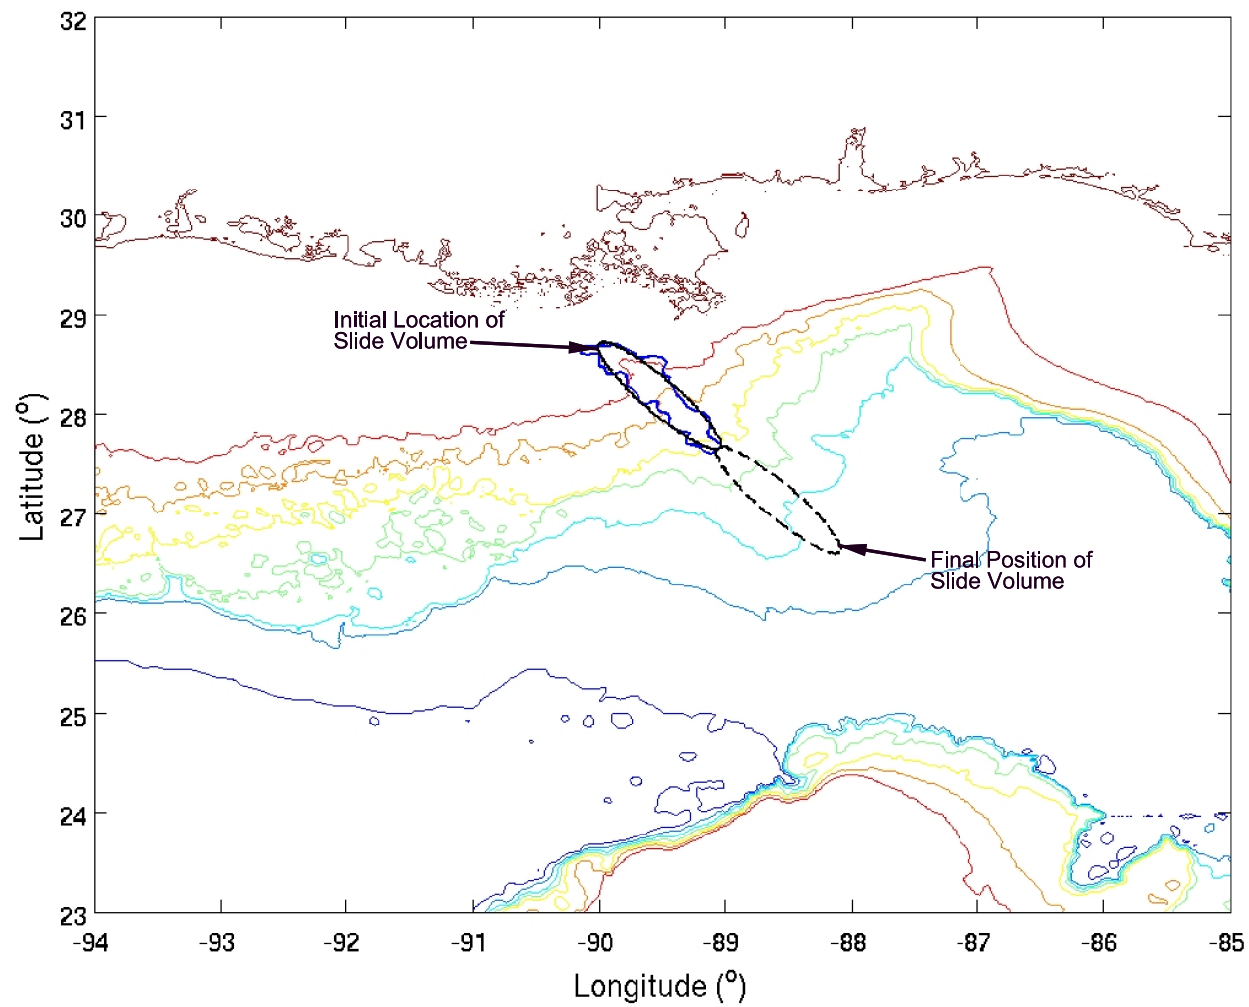 32
31
30
29
28
27
26
25
24
23
Latitude (°)
Initial Location of
Slide Volume
Final Position of
Slide Volume
-94 -93 -92 -91 -90 -89 -88 -87 -86 -85
Longitude (°)